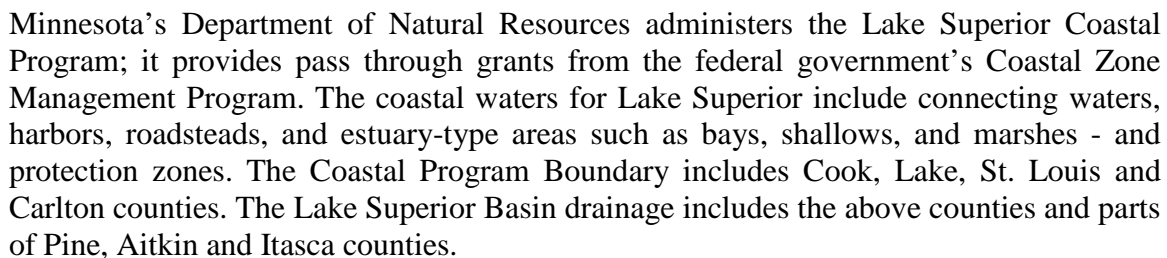 Minnesota’s Department of Natural Resources administers the Lake Superior Coastal
Program; it provides pass through grants from the federal government’s Coastal Zone
Management Program. The coastal waters for Lake Superior include connecting waters,
harbors, roadsteads, and estuary-type areas such as bays, shallows, and marshes - and
protection zones. The Coastal Program Boundary includes Cook, Lake, St. Louis and
Carlton counties. The Lake Superior Basin drainage includes the above counties and parts
of Pine, Aitkin and Itasca counties.